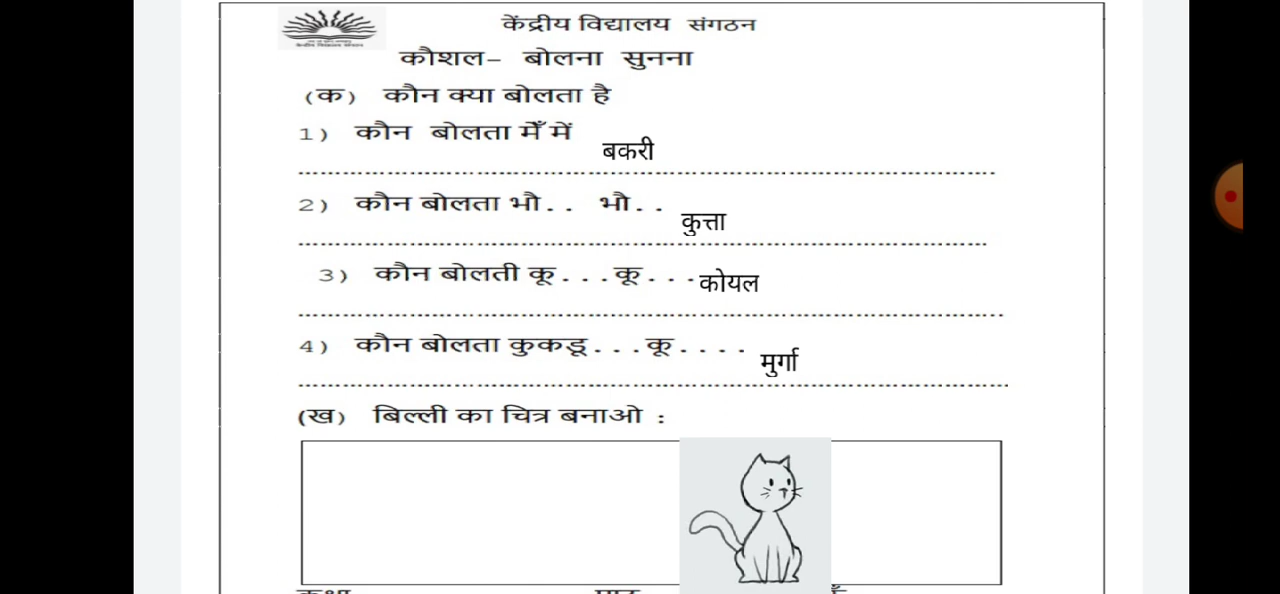 केंद्रीय विद्यालय संगठन
कौशल- बोलना सुनना
(क) कौन क्या बोलता है
1) कौन बोलता मेँ में
बकरी
2) कौन बोलता भौ.. भौ..
कुत्ता
3) कौन बोलती कू...कू...
कोयल
4) कौन बोलता कुकडू...कू....
मुर्गा
(ख) बिल्ली का चित्र बनाओ :